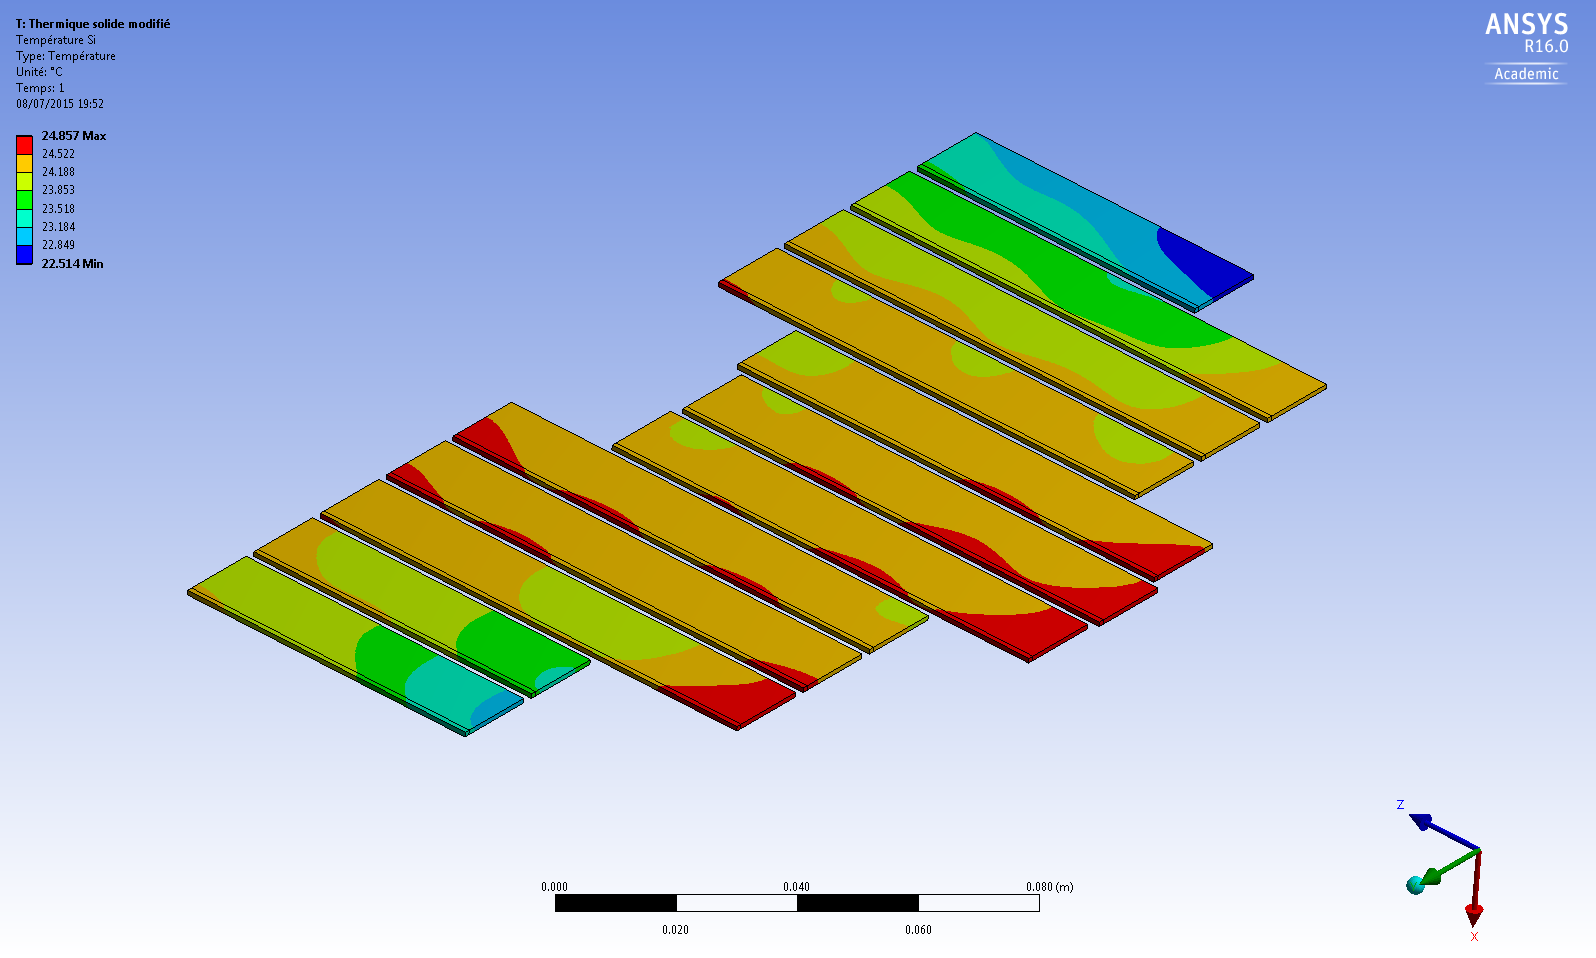 T: Thermique solide modifié
Température Si
Type: Température
Unité: °C
Temps: 1
08/07/2015 19:52
24.857 Max
24.522
24.188
23.853
23.518
23.184
22.849
22.514 Min
ANSYS
R16.0
Academic
0.000 0.040 0.080 (m)
0.020 0.060
Z
X